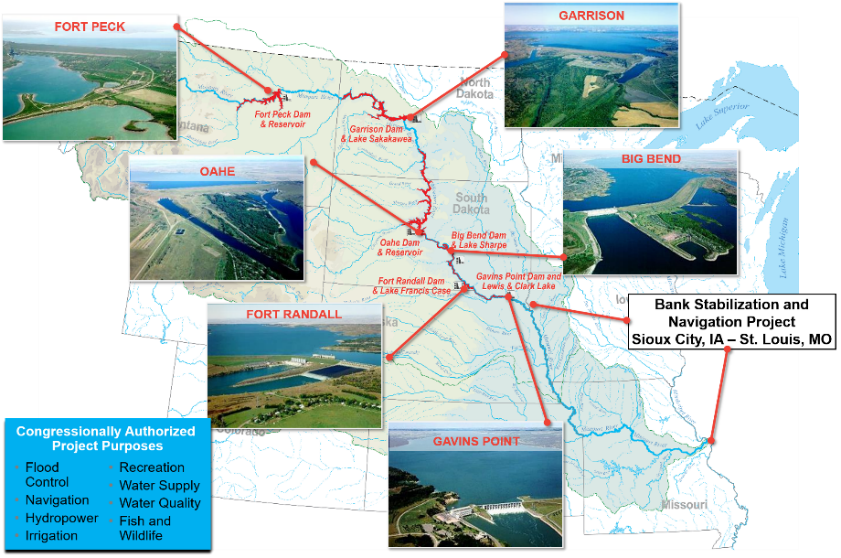 FORT PECK
GARRISON
North
Dakota
Missouri River
Fort Peck Dam
& Reservoir
Garrison Dam
& Lake Sakakawea
Lake Superior
OAHE
BIG BEND
South
Dakota
Lake Michigan
Oahe Dam
& Reservoir
Big Bend Dam
& Lake Sharpe
Fort Randall Dam
& Lake Francis Case
Gavins Point Dam and
Lewis & Clark Lake
Bank Stabilization and
Navigation Project
Sioux City, IA – St. Louis, MO
FORT RANDALL
GAVINS POINT
Missouri
Congressionally Authorized
Project Purposes
Flood
Control
Navigation
Hydropower
Irrigation
Recreation
Water Supply
Water Quality
Fish and
Wildlife